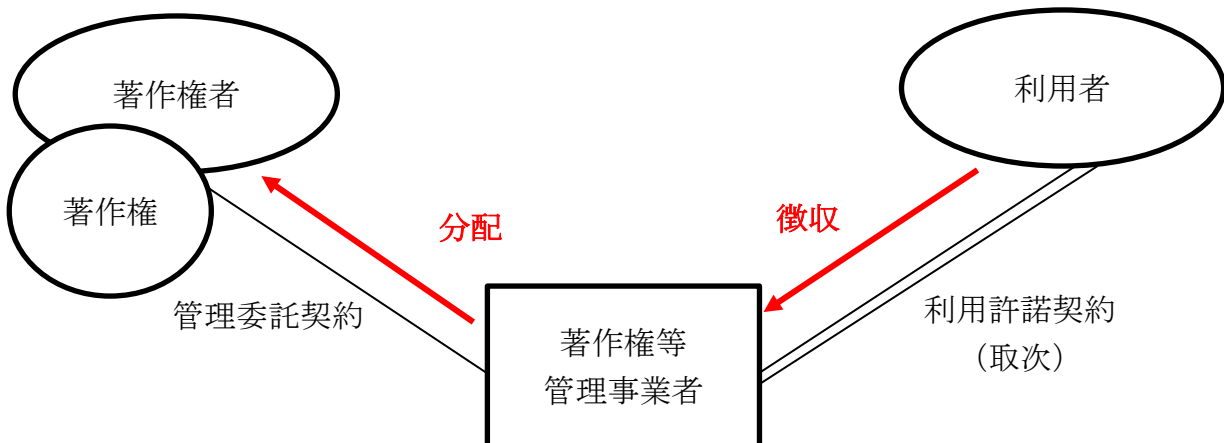 著作権者
利用者
著作権
分配
徴収
管理委託契約
利用許諾契約
（取次）
著作権等
管理事業者